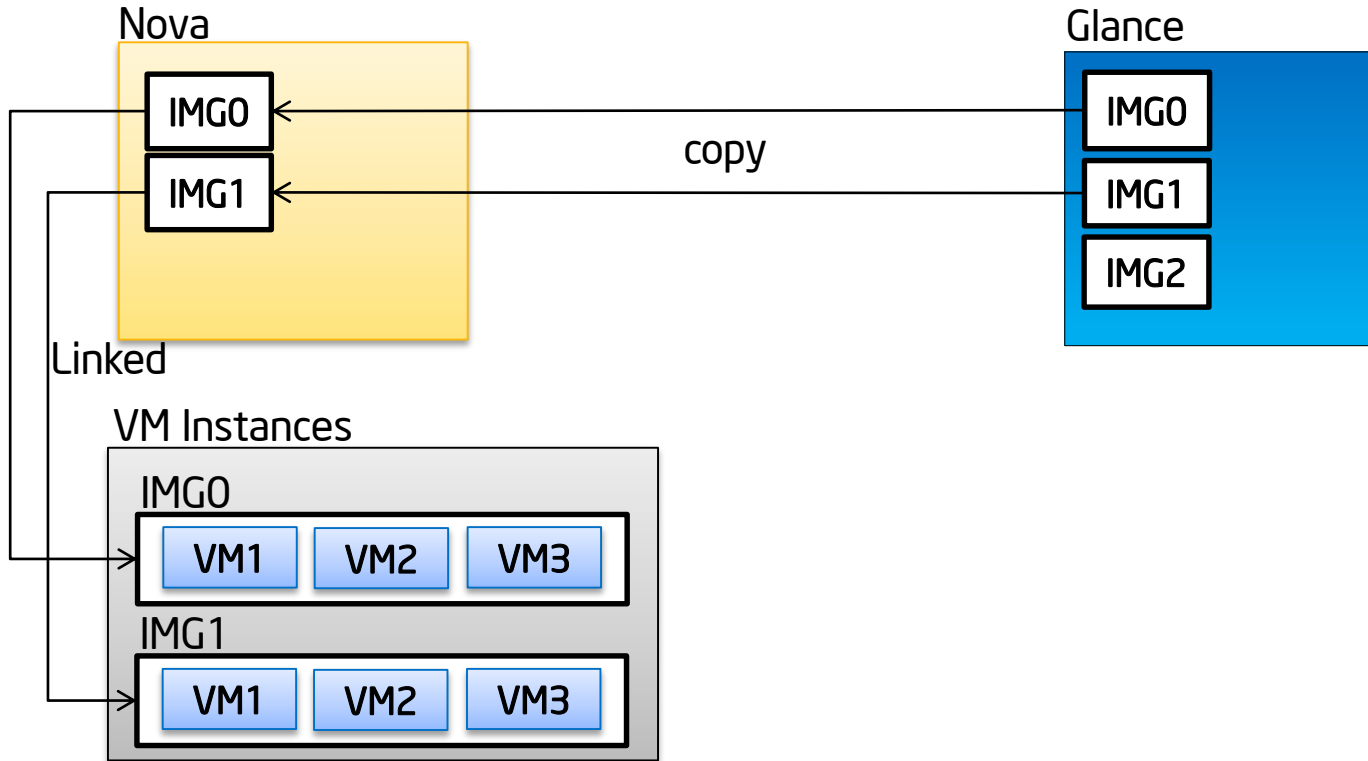 Nova
Glance
IMG0
IMG0
copy
IMG1
IMG1
IMG2
Linked
VM Instances
IMG0
VM1 VM2 VM3
IMG1
VM1 VM2 VM3